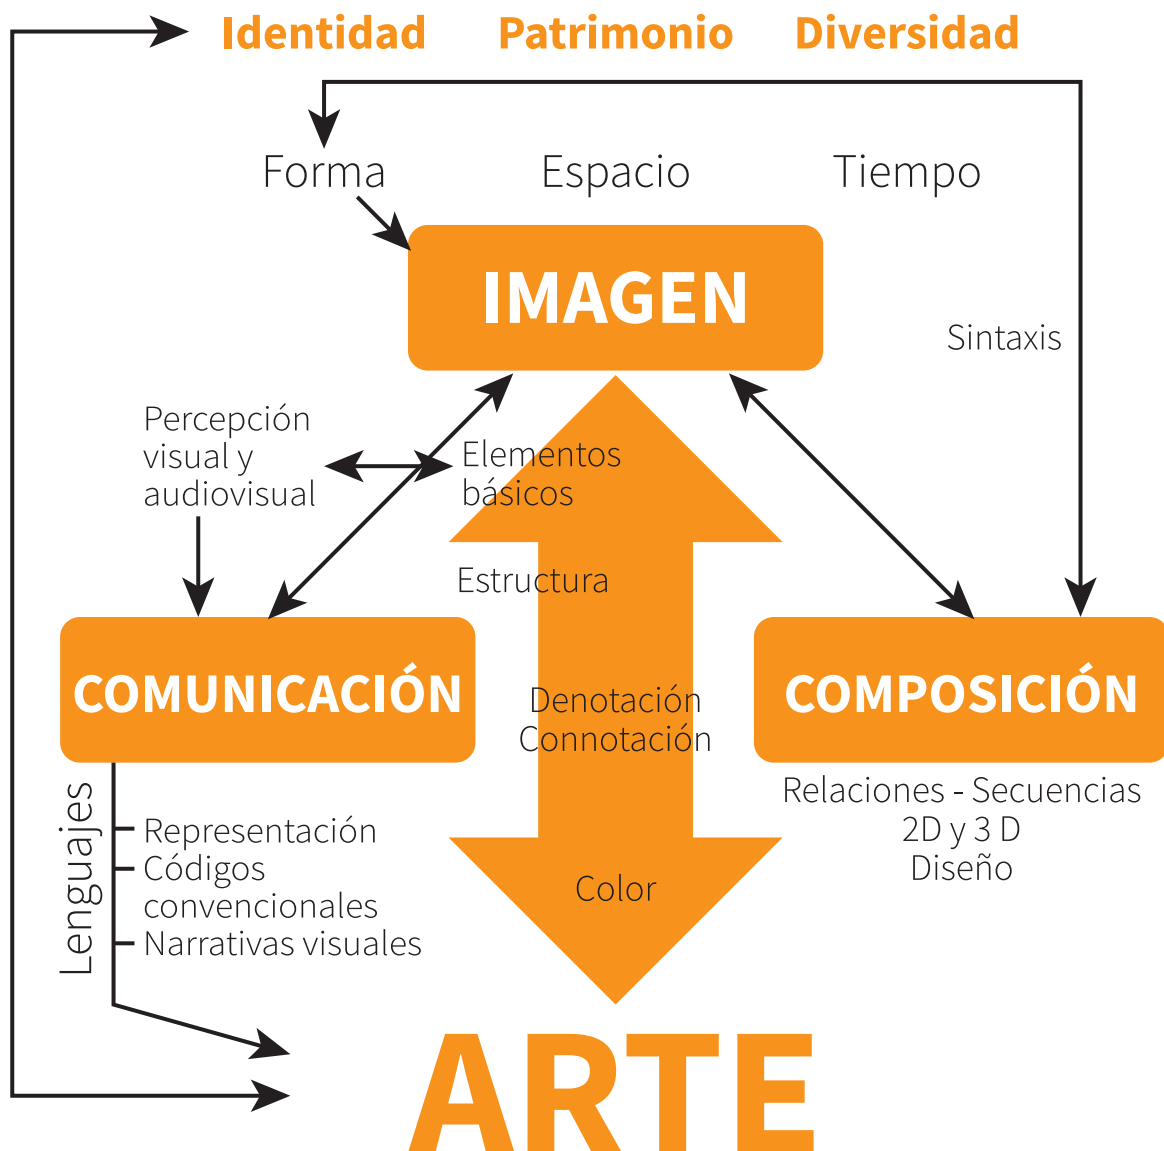 Identidad Patrimonio Diversidad
Forma Espacio Tiempo
IMAGEN
Sintaxis
Percepción
visual y
audiovisual
Elementos
básicos
Estructura
COMUNICACIÓN
Denotación
Connotación
COMPOSICIÓN
Relaciones - Secuencias
2D y 3 D
Diseño
Lenguajes
Representación
Códigos
convencionales
Narrativas visuales
Color
ARTE